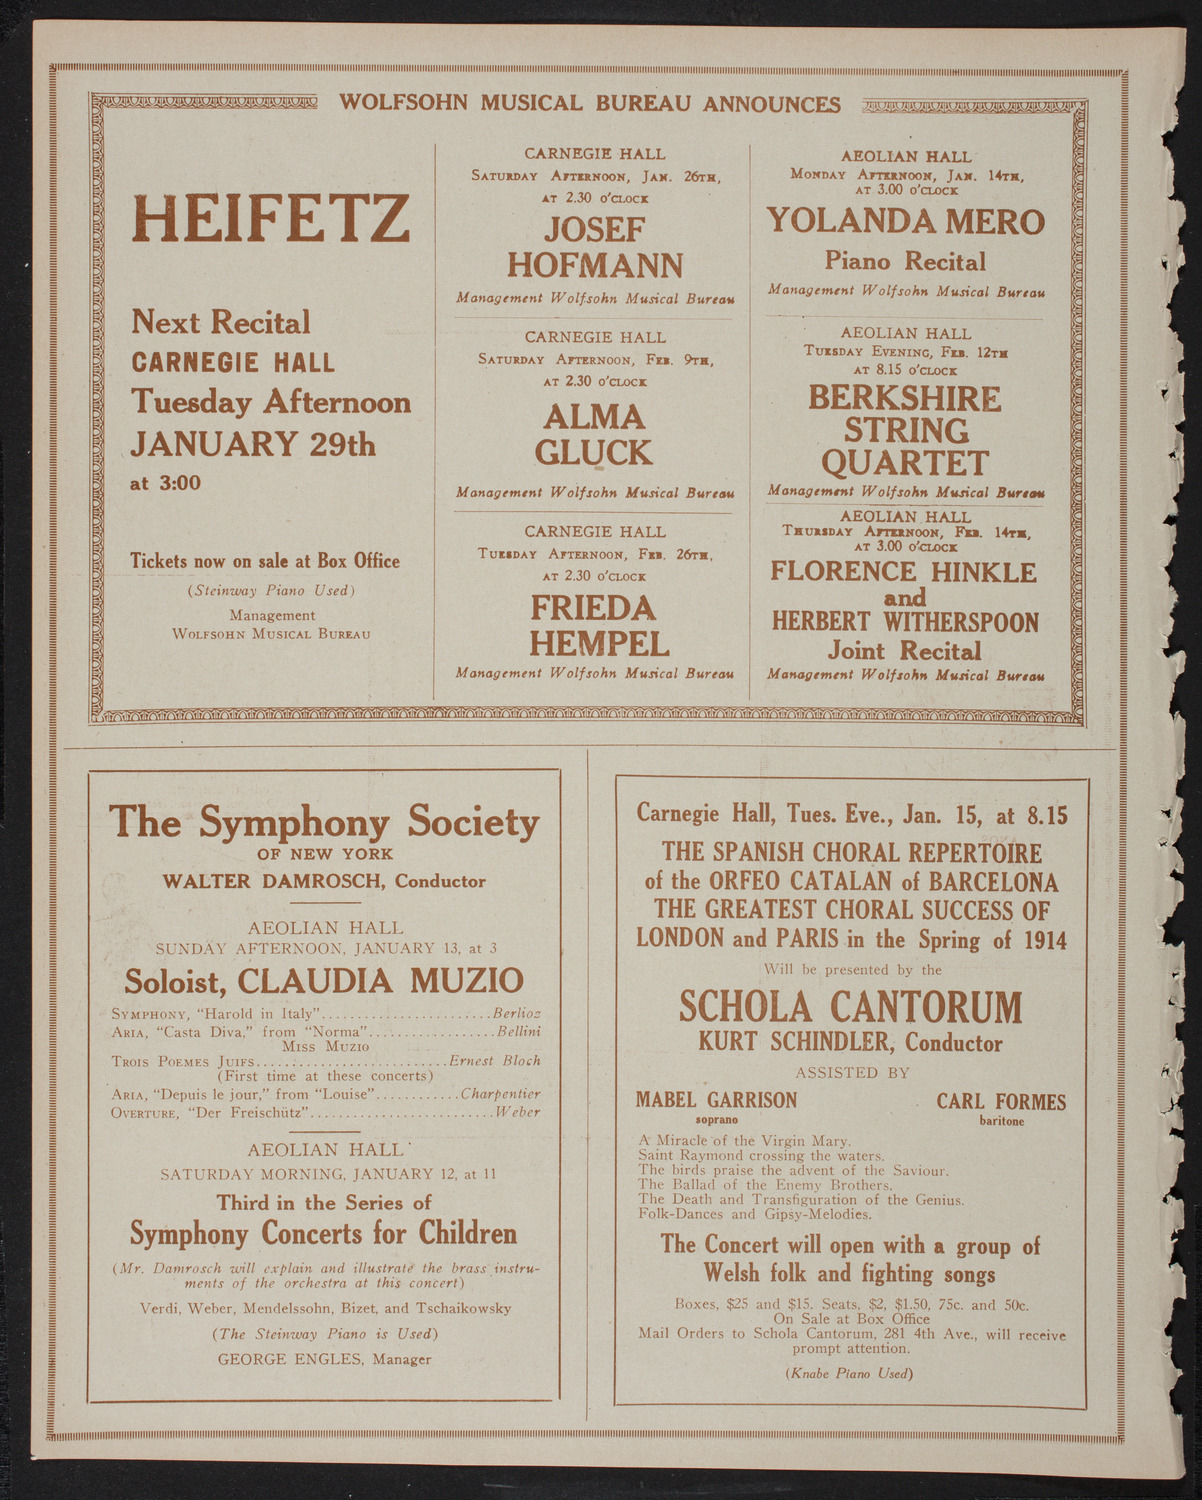 WOLFSOHN MUSICAL BUREAU ANNOUNCES
HEIFETZ
Next Recital
CARNEGIE HALL
Tuesday Afternoon
JANUARY 29th
at 3:00
Tickets now on sale at Box Office
(Steinway Piano Used)
Management
WOLFSOHN MUSICAL BUREAU
CARNEGIE HALL
SATURDAY AFTERNOON, JAN. 26TH,
AT 2.30 O'CLOCK
JOSEF
HOFMANN
Management Wolfsohn Musical Bureau
CARNEGIE HALL
SATURDAY AFTERNOON, FEB. 9TH,
AT 2.30 O'CLOCK
ALMA
GLUCK
Management Wolfsohn Musical Bureau
CARNEGIE HALL
TUESDAY AFTERNOON, FEB. 26TH,
AT 2.30 O'CLOCK
FRIEDA
HEMPEL
Management Wolfsohn Musical Bureau
AEOLIAN HALL
MONDAY AFTERNOON, JAN. 14TH,
AT 3.00 O'CLOCK
YOLANDA MERO
Piano Recital
Management Wolfsohn Musical Bureau
AEOLIAN HALL
TUESDAY EVENING, FEB. 12TH
AT 8.15 O'CLOCK
BERKSHIRE
STRING
QUARTET
Management Wolfsohn Musical Bureau
AEOLIAN HALL
THURSDAY AFTERNOON, FEB. 14TH,
AT 3.00 O'CLOCK
FLORENCE HINKLE
and
HERBERT WITHERSPOON
Joint Recital
Management Wolfsohn Musical Bureau
The Symphony Society
OF NEW YORK
WALTER DAMROSCH, Conductor
AEOLIAN HALL
SUNDAY AFTERNOON, JANUARY 13, at 3
Soloist, CLAUDIA MUZIO
SYMPHONY, "Harold in Italy"........................Berlioz
ARIA, "Casta Diva," from "Norma"..................Bellini
MISS MUZIO
TROIS POEMES JUIFS...........................Ernest Bloch
(First time at these concerts)
ARIA, "Depuis le jour," from "Louise"............Charpentier
OVERTURE, "Der Freischütz"..........................Weber
AEOLIAN HALL
SATURDAY MORNING, JANUARY 12, at 11
Third in the Series of
Symphony Concerts for Children
(Mr. Damrosch will explain and illustrate the brass instru-
ments of the orchestra at this concert)
Verdi, Weber, Mendelssohn, Bizet, and Tschaikowsky
(The Steinway Piano is Used)
GEORGE ENGLES, Manager
Carnegie Hall, Tues. Eve., Jan. 15, at 8.15
THE SPANISH CHORAL REPERTOIRE
of the ORFEO CATALAN of BARCELONA
THE GREATEST CHORAL SUCCESS OF
LONDON and PARIS in the Spring of 1914
Will be presented by the
SCHOLA CANTORUM
KURT SCHINDLER, Conductor
ASSISTED BY
MABEL GARRISON CARL FORMES
soprano baritone
A Miracle of the Virgin Mary.
Saint Raymond crossing the waters.
The birds praise the advent of the Saviour.
The Ballad of the Enemy Brothers.
The Death and Transfiguration of the Genius.
Folk-Dances and Gipsy-Melodies.
The Concert will open with a group of
Welsh folk and fighting songs
Boxes, $25 and $15. Seats, $2, $1.50, 75c. and 50c.
On Sale at Box Office
Mail Orders to Schola Cantorum, 281 4th Ave., will receive
prompt attention.
(Knabe Piano Used)